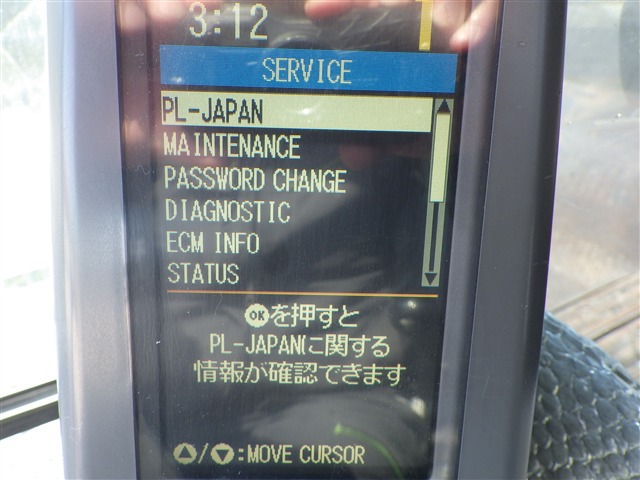 3:12
SERVICE
PL-JAPAN
MAINTENANCE
PASSWORD CHANGE
DIAGNOSTIC
ECM INFO
STATUS
OKを押すと
PL-JAPANに関する
情報が確認できます
▲/▼:MOVE CURSOR